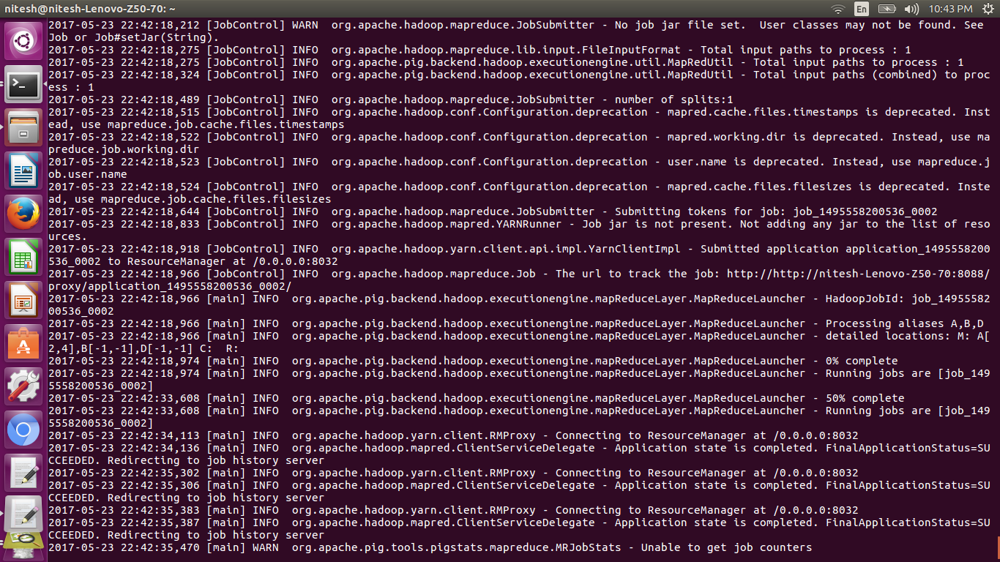 nitesh@nitesh-Lenovo-Z50-70: ~
En
10:43 PM
2017-05-23 22:42:18,212 [JobControl] WARN  org.apache.hadoop.mapreduce.JobSubmitter - No job jar file set.  User classes may not be found. See
Job or Job#setJar(String).
2017-05-23 22:42:18,275 [JobControl] INFO  org.apache.hadoop.mapreduce.lib.input.FileInputFormat - Total input paths to process : 1
2017-05-23 22:42:18,275 [JobControl] INFO  org.apache.pig.backend.hadoop.executionengine.util.MapRedUtil - Total input paths to process : 1
2017-05-23 22:42:18,324 [JobControl] INFO  org.apache.pig.backend.hadoop.executionengine.util.MapRedUtil - Total input paths (combined) to proc
ess : 1
2017-05-23 22:42:18,489 [JobControl] INFO  org.apache.hadoop.mapreduce.JobSubmitter - number of splits:1
2017-05-23 22:42:18,515 [JobControl] INFO  org.apache.hadoop.conf.Configuration.deprecation - mapred.cache.files.timestamps is deprecated. Inst
ead, use mapreduce.job.cache.files.timestamps
2017-05-23 22:42:18,522 [JobControl] INFO  org.apache.hadoop.conf.Configuration.deprecation - mapred.working.dir is deprecated. Instead, use ma
preduce.job.working.dir
2017-05-23 22:42:18,523 [JobControl] INFO  org.apache.hadoop.conf.Configuration.deprecation - user.name is deprecated. Instead, use mapreduce.j
ob.user.name
2017-05-23 22:42:18,524 [JobControl] INFO  org.apache.hadoop.conf.Configuration.deprecation - mapred.cache.files.filesizes is deprecated. Inste
ad, use mapreduce.job.cache.files.filesizes
2017-05-23 22:42:18,644 [JobControl] INFO  org.apache.hadoop.mapreduce.JobSubmitter - Submitting tokens for job: job_1495558200536_0002
2017-05-23 22:42:18,833 [JobControl] INFO  org.apache.hadoop.mapred.YARNRunner - Job jar is not present. Not adding any jar to the list of reso
urces.
2017-05-23 22:42:18,918 [JobControl] INFO  org.apache.hadoop.yarn.client.api.impl.YarnClientImpl - Submitted application application_1495558200
536_0002 to ResourceManager at /0.0.0.0:8032
2017-05-23 22:42:18,966 [JobControl] INFO  org.apache.hadoop.mapreduce.Job - The url to track the job: http://http://nitesh-Lenovo-Z50-70:8088/
proxy/application_1495558200536_0002/
2017-05-23 22:42:18,966 [main] INFO  org.apache.pig.backend.hadoop.executionengine.mapReduceLayer.MapReduceLauncher - HadoopJobId: job_14955582
00536_0002
2017-05-23 22:42:18,966 [main] INFO  org.apache.pig.backend.hadoop.executionengine.mapReduceLayer.MapReduceLauncher - Processing aliases A,B,D
2017-05-23 22:42:18,966 [main] INFO  org.apache.pig.backend.hadoop.executionengine.mapReduceLayer.MapReduceLauncher - detailed locations: M: A[
2,4],B[-1,-1],D[-1,-1] C:  R:
2017-05-23 22:42:18,974 [main] INFO  org.apache.pig.backend.hadoop.executionengine.mapReduceLayer.MapReduceLauncher - 0% complete
2017-05-23 22:42:18,974 [main] INFO  org.apache.pig.backend.hadoop.executionengine.mapReduceLayer.MapReduceLauncher - Running jobs are [job_149
5558200536_0002]
2017-05-23 22:42:33,608 [main] INFO  org.apache.pig.backend.hadoop.executionengine.mapReduceLayer.MapReduceLauncher - 50% complete
2017-05-23 22:42:33,608 [main] INFO  org.apache.pig.backend.hadoop.executionengine.mapReduceLayer.MapReduceLauncher - Running jobs are [job_149
5558200536_0002]
2017-05-23 22:42:34,113 [main] INFO  org.apache.hadoop.yarn.client.RMProxy - Connecting to ResourceManager at /0.0.0.0:8032
2017-05-23 22:42:34,136 [main] INFO  org.apache.hadoop.mapred.ClientServiceDelegate - Application state is completed. FinalApplicationStatus=SU
CCEEDED. Redirecting to job history server
2017-05-23 22:42:35,302 [main] INFO  org.apache.hadoop.yarn.client.RMProxy - Connecting to ResourceManager at /0.0.0.0:8032
2017-05-23 22:42:35,306 [main] INFO  org.apache.hadoop.mapred.ClientServiceDelegate - Application state is completed. FinalApplicationStatus=SU
CCEEDED. Redirecting to job history server
2017-05-23 22:42:35,383 [main] INFO  org.apache.hadoop.yarn.client.RMProxy - Connecting to ResourceManager at /0.0.0.0:8032
2017-05-23 22:42:35,387 [main] INFO  org.apache.hadoop.mapred.ClientServiceDelegate - Application state is completed. FinalApplicationStatus=SU
CCEEDED. Redirecting to job history server
2017-05-23 22:42:35,470 [main] WARN  org.apache.pig.tools.pigstats.mapreduce.MRJobStats - Unable to get job counters